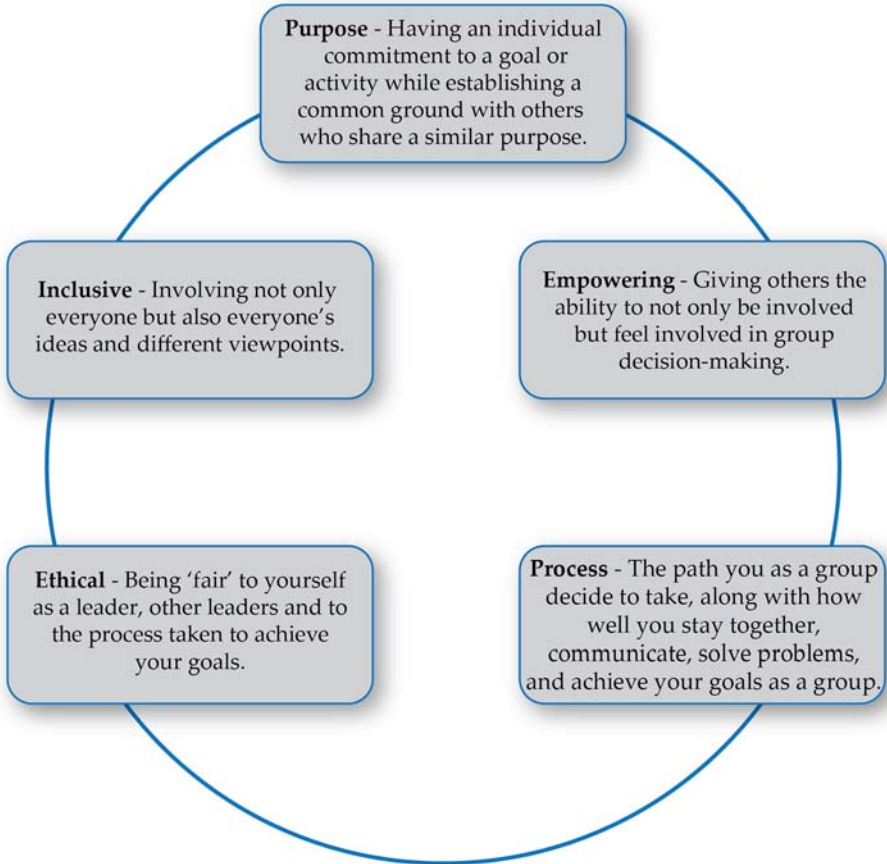 Purpose - Having an individual
commitment to a goal or
activity while establishing a
common ground with others
who share a similar purpose.
Inclusive - Involving not only
everyone but also everyone's
ideas and different viewpoints.
Empowering - Giving others the
ability to not only be involved
but feel involved in group
decision-making.
Ethical - Being 'fair' to yourself
as a leader, other leaders and to
the process taken to achieve
your goals.
Process - The path you as a group
decide to take, along with how
well you stay together,
communicate, solve problems,
and achieve your goals as a group.